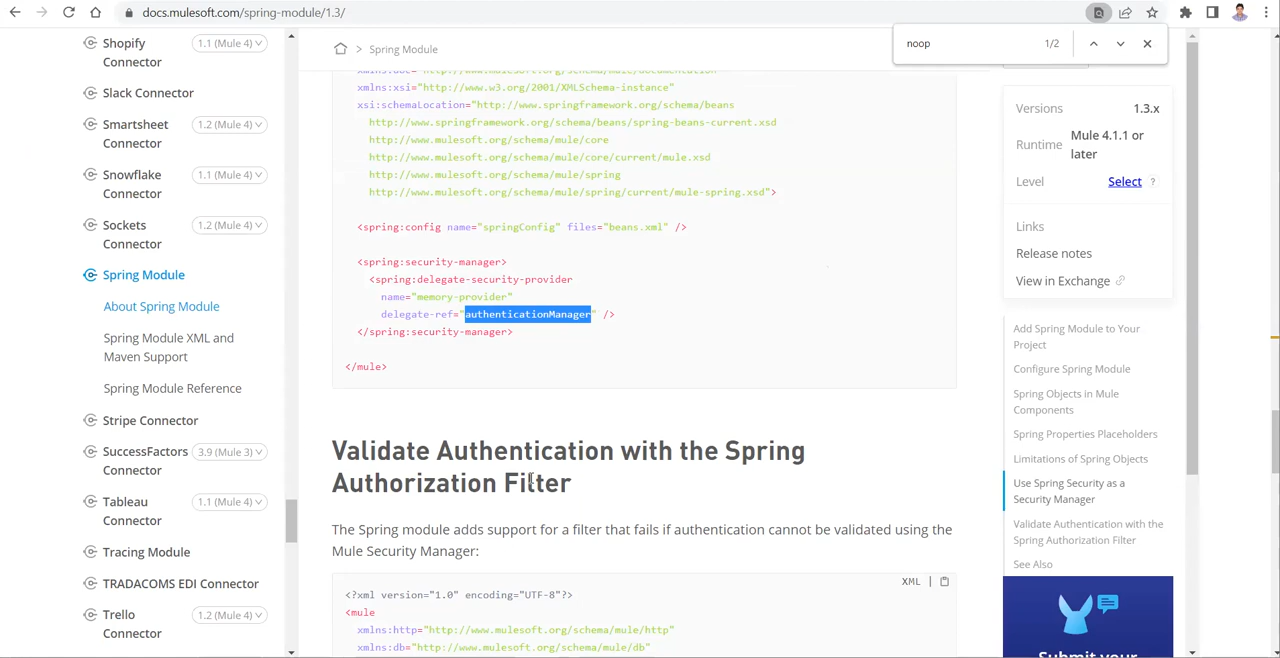 docs.mulesoft.com/spring-module/1.3/
noop
1/2
Shopify
Connector
1.1 (Mule 4)
Slack Connector
Smartsheet
Connector
1.2 (Mule 4)
Snowflake
Connector
1.1 (Mule 4)
Sockets
Connector
1.2 (Mule 4)
Spring Module
About Spring Module
Spring Module XML and
Maven Support
Spring Module Reference
Stripe Connector
SuccessFactors
Connector
3.9 (Mule 3)
Tableau
Connector
1.1 (Mule 4)
Tracing Module
TRADACOMS EDI Connector
Trello
Connector
1.2 (Mule 4)
> Spring Module
xmlns:doc="http://www.mulesoft.org/schema/mule/documentation"
xmlns:xsi="http://www.w3.org/2001/XMLSchema-instance"
xsi:schemaLocation="http://www.springframework.org/schema/beans
http://www.springframework.org/schema/beans/spring-beans-current.xsd
http://www.mulesoft.org/schema/mule/core
http://www.mulesoft.org/schema/mule/core/current/mule.xsd
http://www.mulesoft.org/schema/mule/spring
http://www.mulesoft.org/schema/mule/spring/current/mule-spring.xsd">
<spring:config name="springConfig" files="beans.xml" />
<spring:security-manager>
<spring:delegate-security-provider
name="memory-provider"
delegate-ref="authenticationManager" />
</spring:security-manager>
</mule>
Validate Authentication with the Spring
Authorization Filter
The Spring module adds support for a filter that fails if authentication cannot be validated using the
Mule Security Manager:
XML |
<?xml version="1.0" encoding="UTF-8"?>
<mule
xmlns:http="http://www.mulesoft.org/schema/mule/http"
xmlns:db="http://www.mulesoft.org/schema/mule/db"
Versions 1.3.x
Runtime Mule 4.1.1 or
later
Level Select ?
Links
Release notes
View in Exchange
Add Spring Module to Your
Project
Configure Spring Module
Spring Objects in Mule
Components
Spring Properties Placeholders
Limitations of Spring Objects
Use Spring Security as a
Security Manager
Validate Authentication with the
Spring Authorization Filter
See Also
Submit your